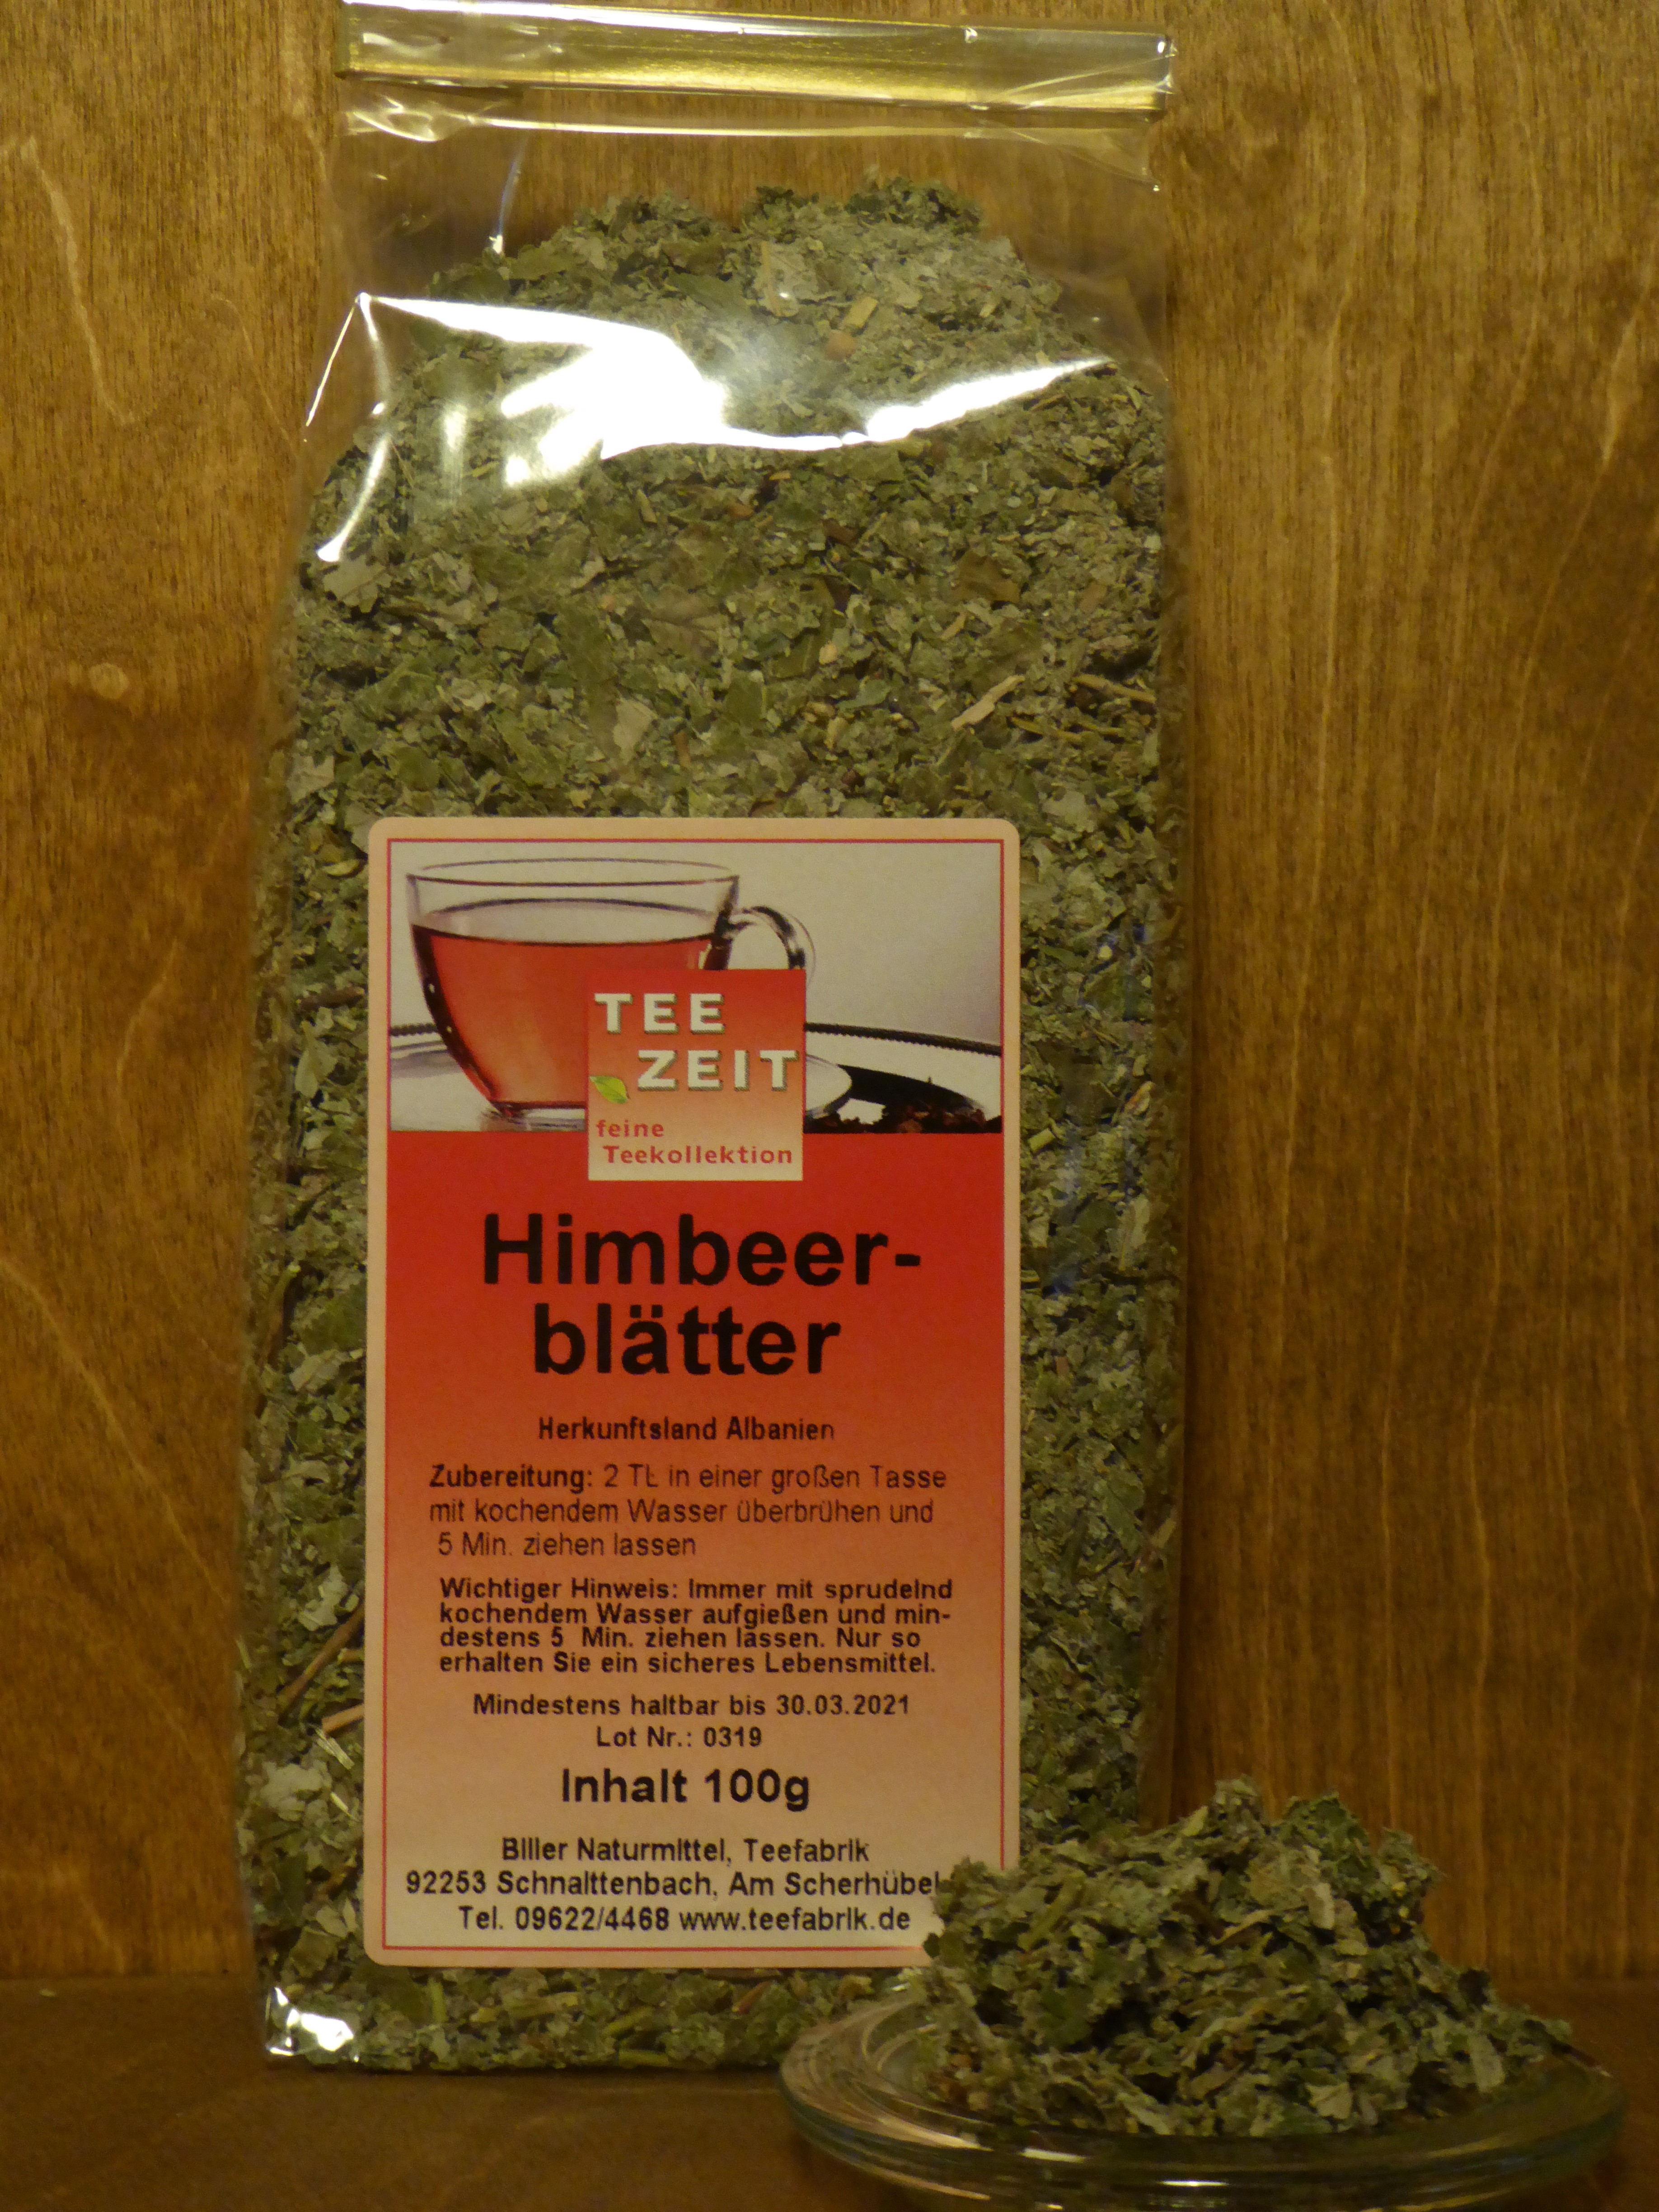 TEE
ZEIT
feine
Teekollektion
Himbeer-
blätter
Herkunftsland Albanien
Zubereitung: 2 TL in einer großen Tasse
mit kochendem Wasser überbrühen und
5 Min. ziehen lassen
Wichtiger Hinweis: Immer mit sprudelnd
kochendem Wasser aufgießen und min-
destens 5 Min. ziehen lassen. Nur so
erhalten Sie ein sicheres Lebensmittel.
Mindestens haltbar bis 30.03.2021
Lot Nr.: 0319
Inhalt 100g
Biller Naturmittel, Teefabrik
92253 Schnaittenbach, Am Scherhübel
Tel. 09622/4468 www.teefabrik.de